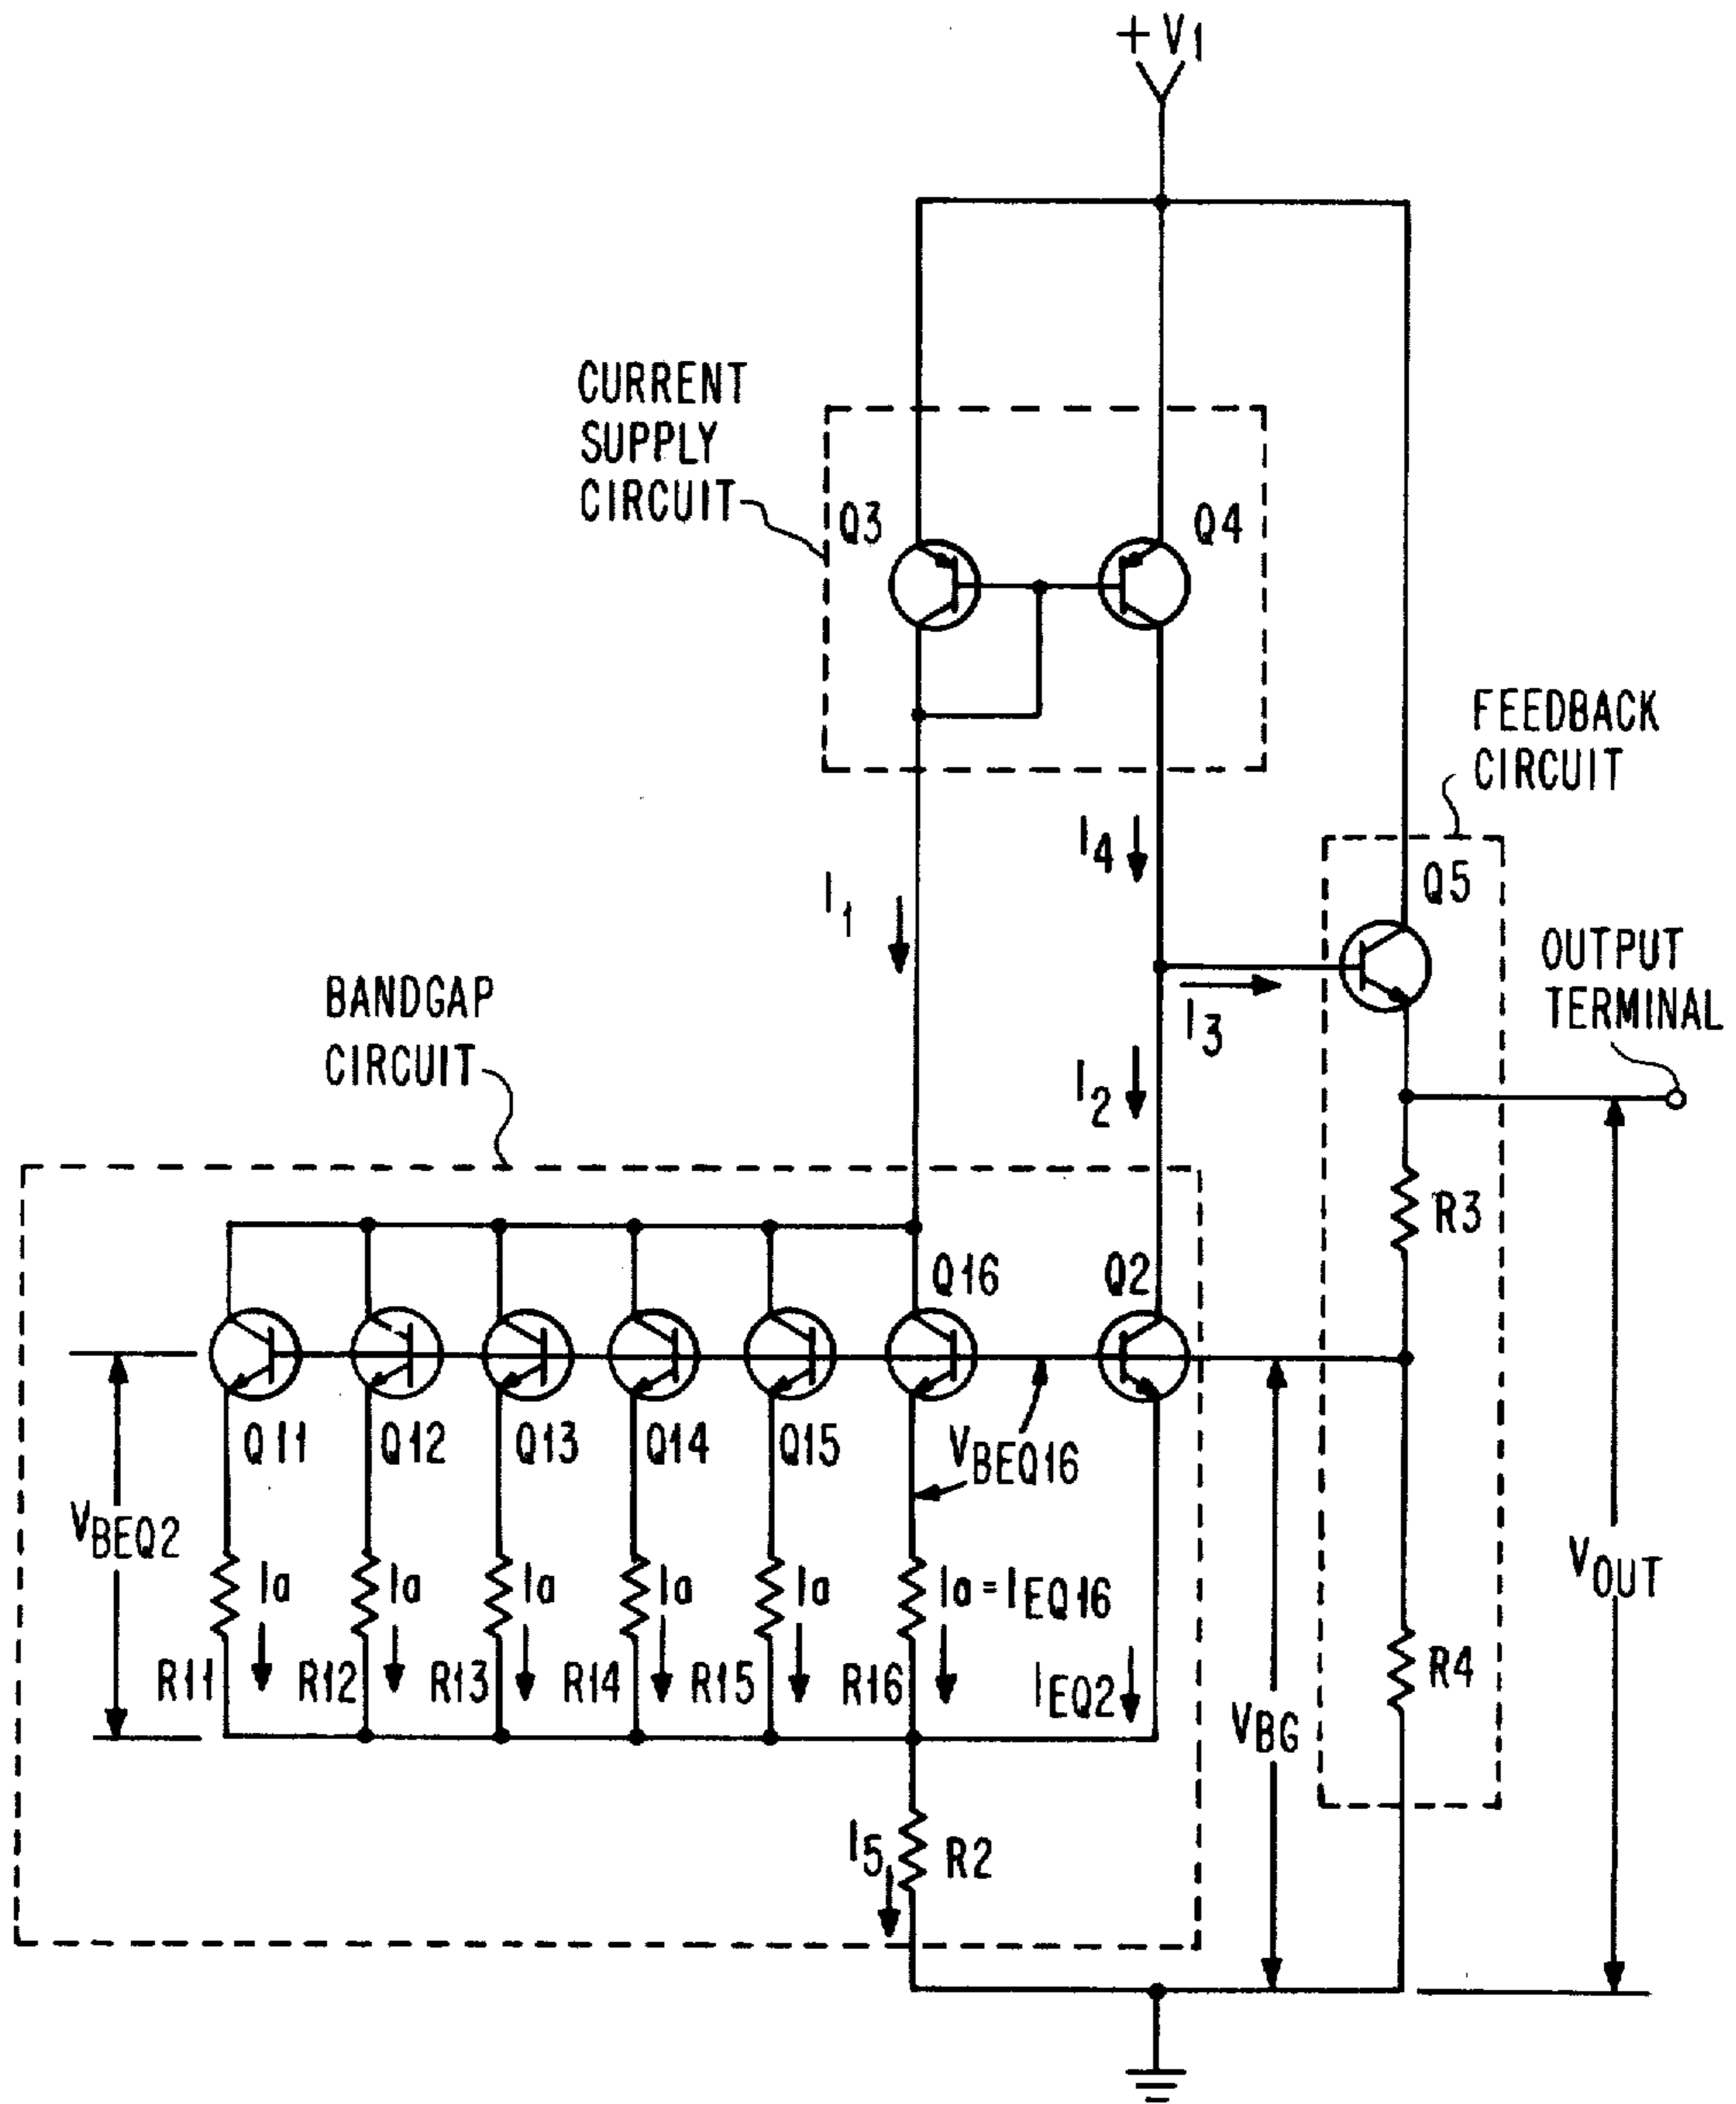 +V1
CURRENT
SUPPLY
CIRCUIT
Q3
Q4
FEEDBACK
CIRCUIT
I4
Q5
I1
OUTPUT
TERMINAL
BANDGAP
CIRCUIT
I3
I2
R3
Q16
Q2
Q11
Q12
Q13
Q14
Q15
VBEQ16
VBEQ2
VOUT
Ia
Ia
Ia
Ia
Ia
Ia=IEQ16
R11
R12
R13
R14
R15
R16
IEQ2
R4
VBG
I5
R2